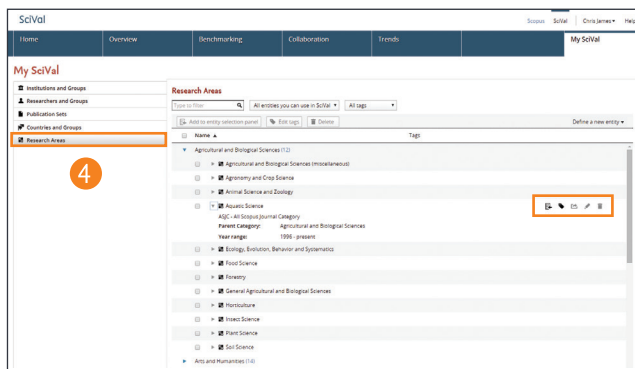 SciVal
Scopus SciVal Chris James Help
Home Overview Benchmarking Collaboration Trends My SciVal
My SciVal
Institutions and Groups
Researchers and Groups
Publication Sets
Countries and Groups
Research Areas
4
Research Areas
Type to filter All entities you can use in SciVal All tags
Add to entity selection panel Edit tags Delete Define a new entity
Name Tags
Agricultural and Biological Sciences (12)
Agricultural and Biological Sciences (miscellaneous)
Agronomy and Crop Science
Animal Science and Zoology
Aquatic Science
ASJC - All Scopus Journal Category
Parent Category: Agricultural and Biological Sciences
Year range: 1996 - present
Ecology, Evolution, Behavior and Systematics
Food Science
Forestry
General Agricultural and Biological Sciences
Horticulture
Insect Science
Plant Science
Soil Science
Arts and Humanities (14)